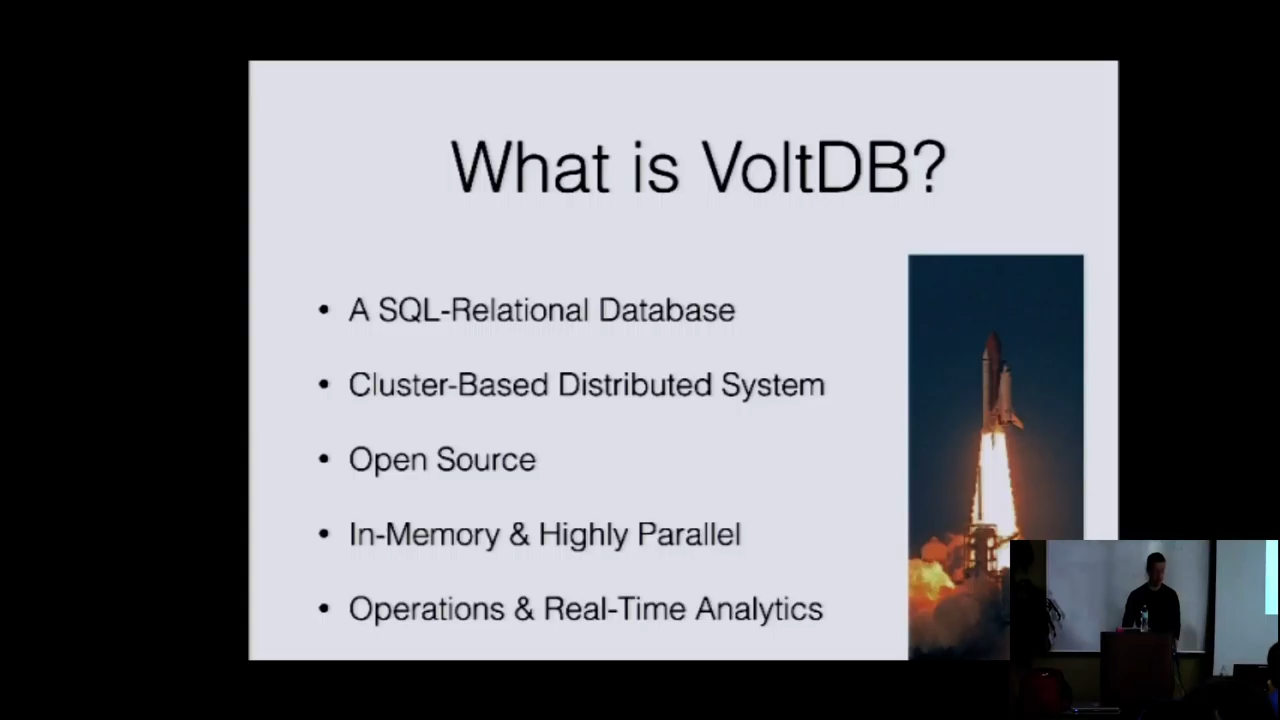 What is VoltDB?
• A SQL-Relational Database
• Cluster-Based Distributed System
• Open Source
• In-Memory & Highly Parallel
• Operations & Real-Time Analytics